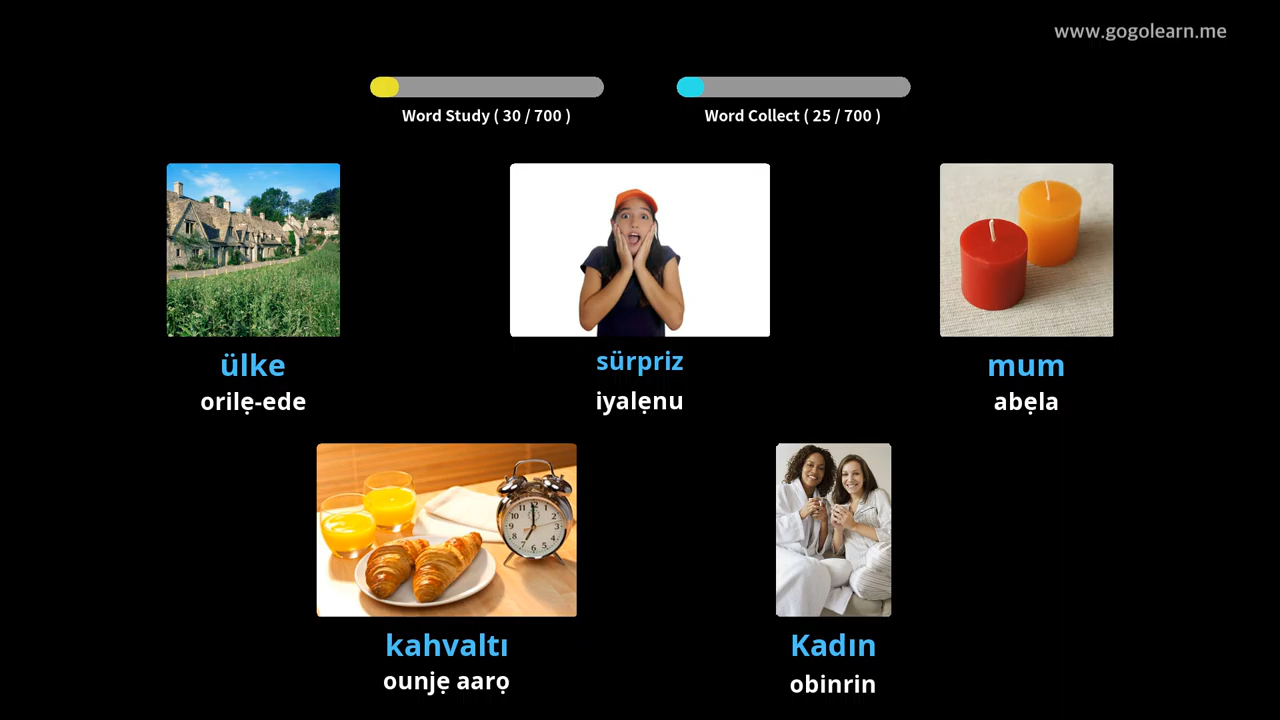 www.gogolearn.me
Word Study ( 30 / 700 )
Word Collect ( 25 / 700 )
ülke
orilẹ-ede
sürpriz
iyalẹnu
mum
abẹla
kahvaltı
ounjẹ aarọ
Kadın
obinrin